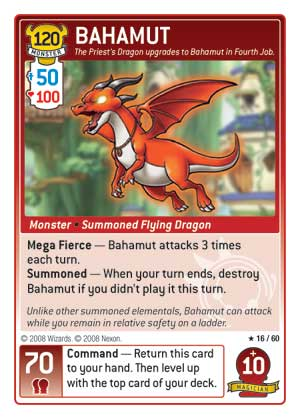 120
MONSTER
BAHAMUT
The Priest's Dragon upgrades to Bahamut in Fourth Job.
50
100
Monster • Summoned Flying Dragon
Mega Fierce — Bahamut attacks 3 times
each turn.
Summoned — When your turn ends, destroy
Bahamut if you didn't play it this turn.
Unlike other summoned elementals, Bahamut can attack
while you remain in relative safety on a ladder.
© 2008 Wizards. © 2008 Nexon.
★ 16 / 60
70
Command — Return this card
to your hand. Then level up
with the top card of your deck.
+
10
MAGICIAN